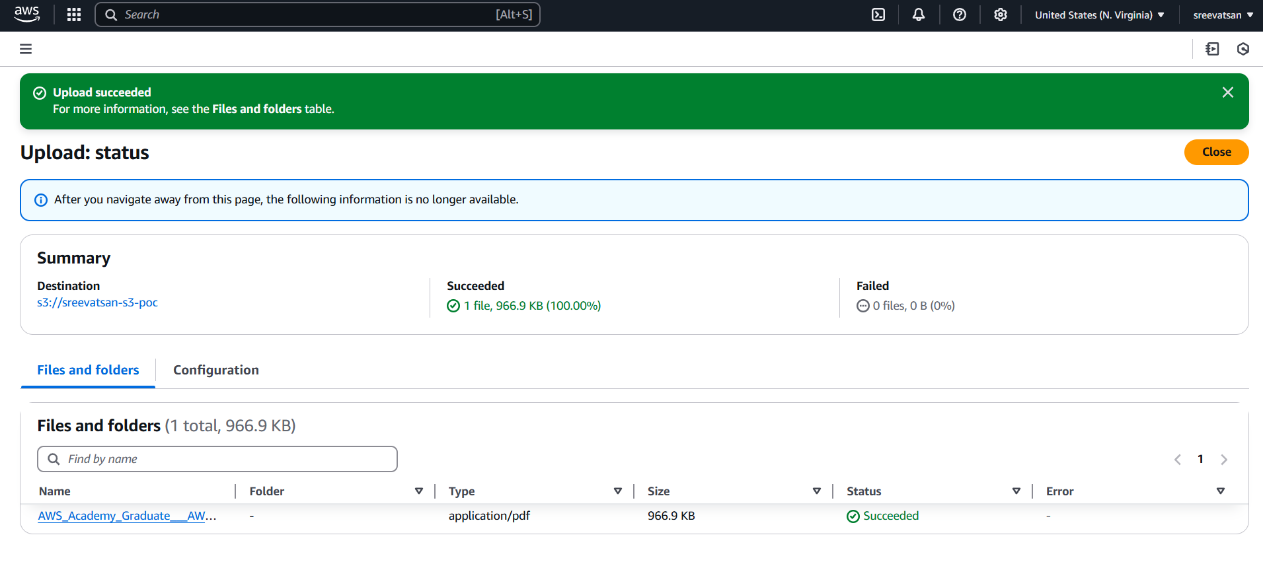 aws Search [Alt+S] United States (N. Virginia) sreevatsan
Upload succeeded
For more information, see the Files and folders table.
Upload: status
Close
After you navigate away from this page, the following information is no longer available.
Summary
Destination
s3://sreevatsan-s3-poc
Succeeded
1 file, 966.9 KB (100.00%)
Failed
0 files, 0 B (0%)
Files and folders Configuration
Files and folders (1 total, 966.9 KB)
Find by name
1
Name Folder Type Size Status Error
AWS_Academy_Graduate___AW... - application/pdf 966.9 KB Succeeded -